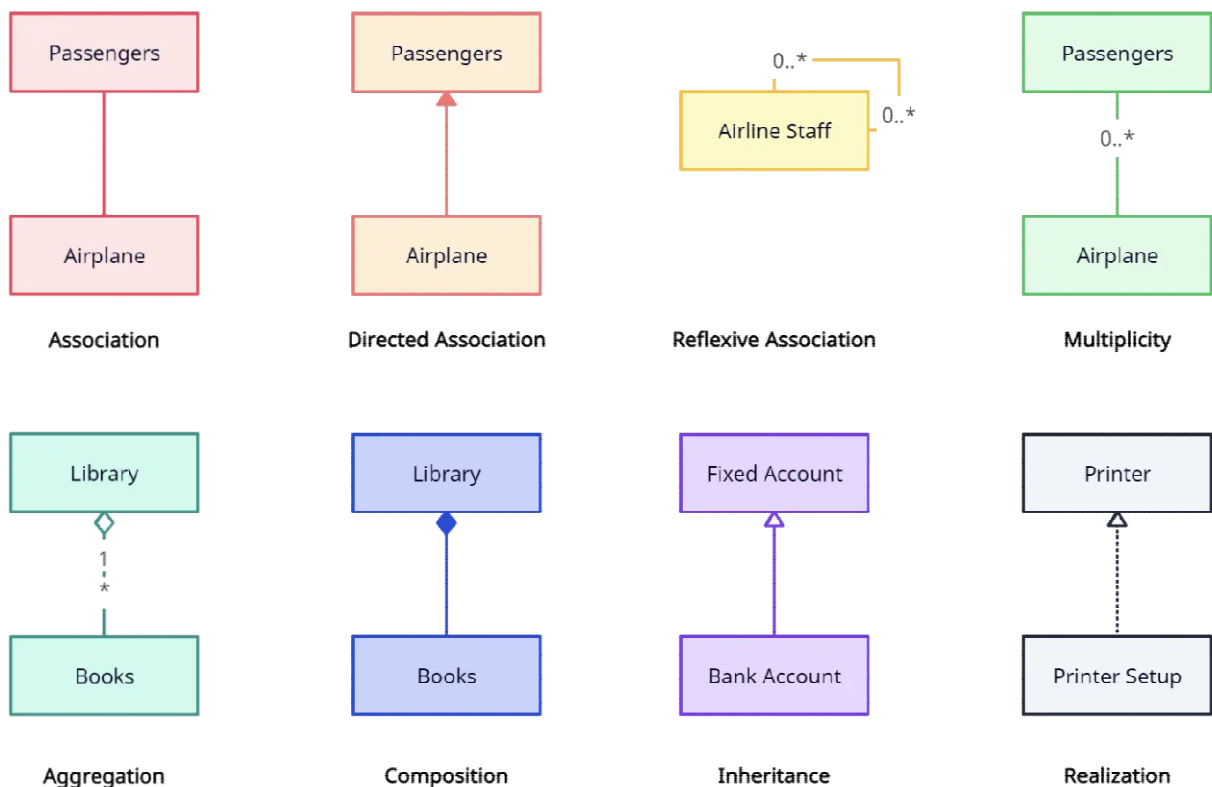 Passengers
Passengers
0..*
Passengers
Airline Staff
0..*
0..*
Airplane
Airplane
Airplane
Association
Directed Association
Reflexive Association
Multiplicity
Library
Library
Fixed Account
Printer
1
*
Books
Books
Bank Account
Printer Setup
Aggregation
Composition
Inheritance
Realization